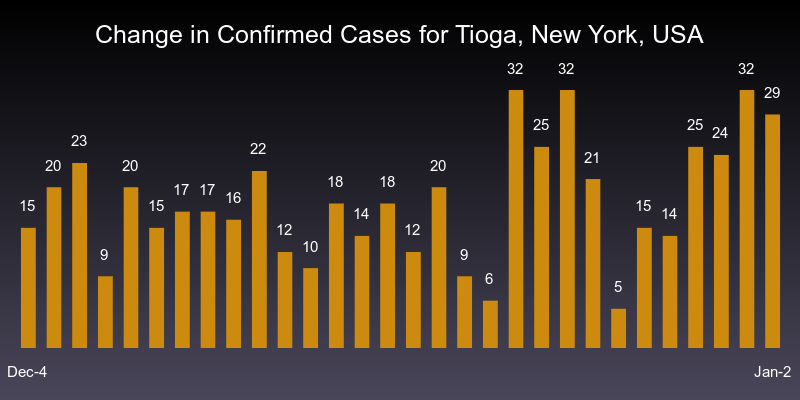 Change in Confirmed Cases for Tioga, New York, USA
15 20 23 9 20 15 17 17 16 22 12 10 18 14 18 12 20 9 6 32 25 32 21 5 15 14 25 24 32 29
Dec-4 Jan-2